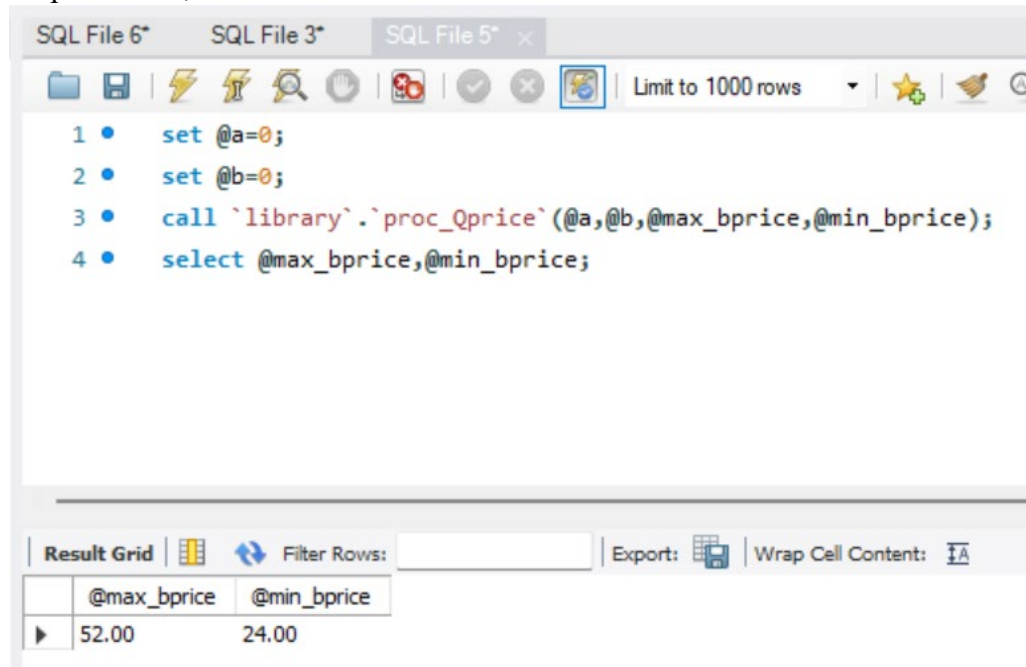 SQL File 6* SQL File 3* SQL File 5*
Limit to 1000 rows
1 set @a=0;
2 set @b=0;
3 call `library`.`proc_Qprice`(@a,@b,@max_bprice,@min_bprice);
4 select @max_bprice,@min_bprice;
Result Grid Filter Rows: Export: Wrap Cell Content: IA
@max_bprice @min_bprice
52.00 24.00